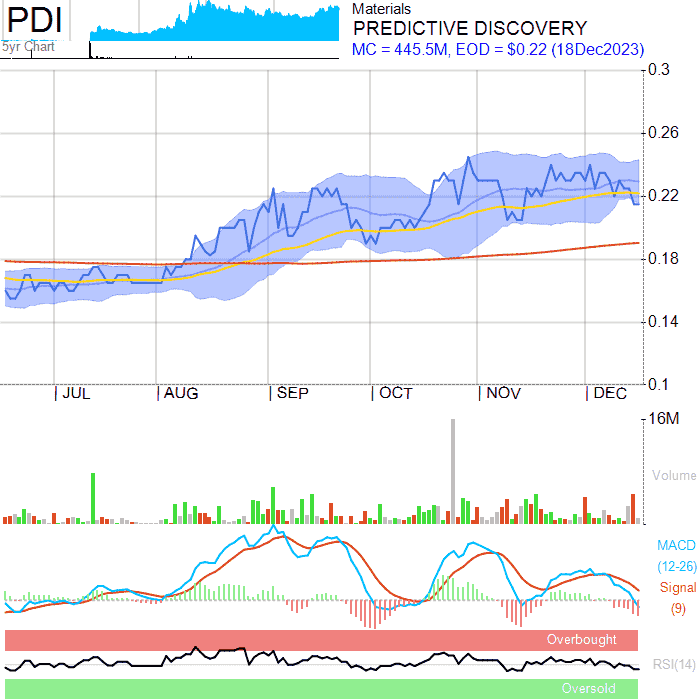 PDI
5yr Chart
Materials
PREDICTIVE DISCOVERY
MC = 445.5M, EOD = $0.22 (18Dec2023)
0.3
0.26
0.22
0.18
0.14
0.1
JUL AUG SEP OCT NOV DEC
16M
Volume
MACD
(12-26)
Signal
(9)
Overbought
RSI(14)
Oversold